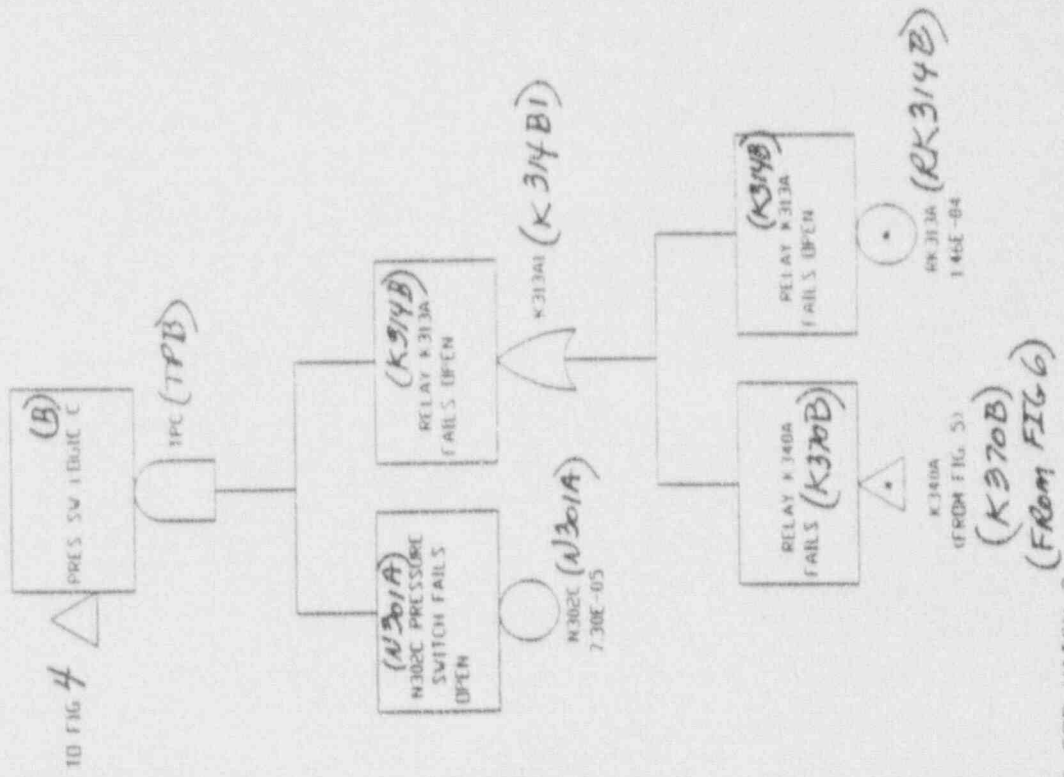 TO FIG 4
(B)
PRES SW LOGIC C
TPC (TPB)
(N301A)
N302C PRESSURE
SWITCH FAILS
OPEN
N302C (N301A)
7.30E-05
(K314B)
RELAY K313A
FAILS OPEN
K313A1 (K314B1)
RELAY K340A
FAILS (K370B)
K340A
(FROM FIG. 5)
(K370B)
(FROM FIG 6)
(K314B)
RELAY K313A
FAILS OPEN
RK313A (RK314B)
1.46E-04